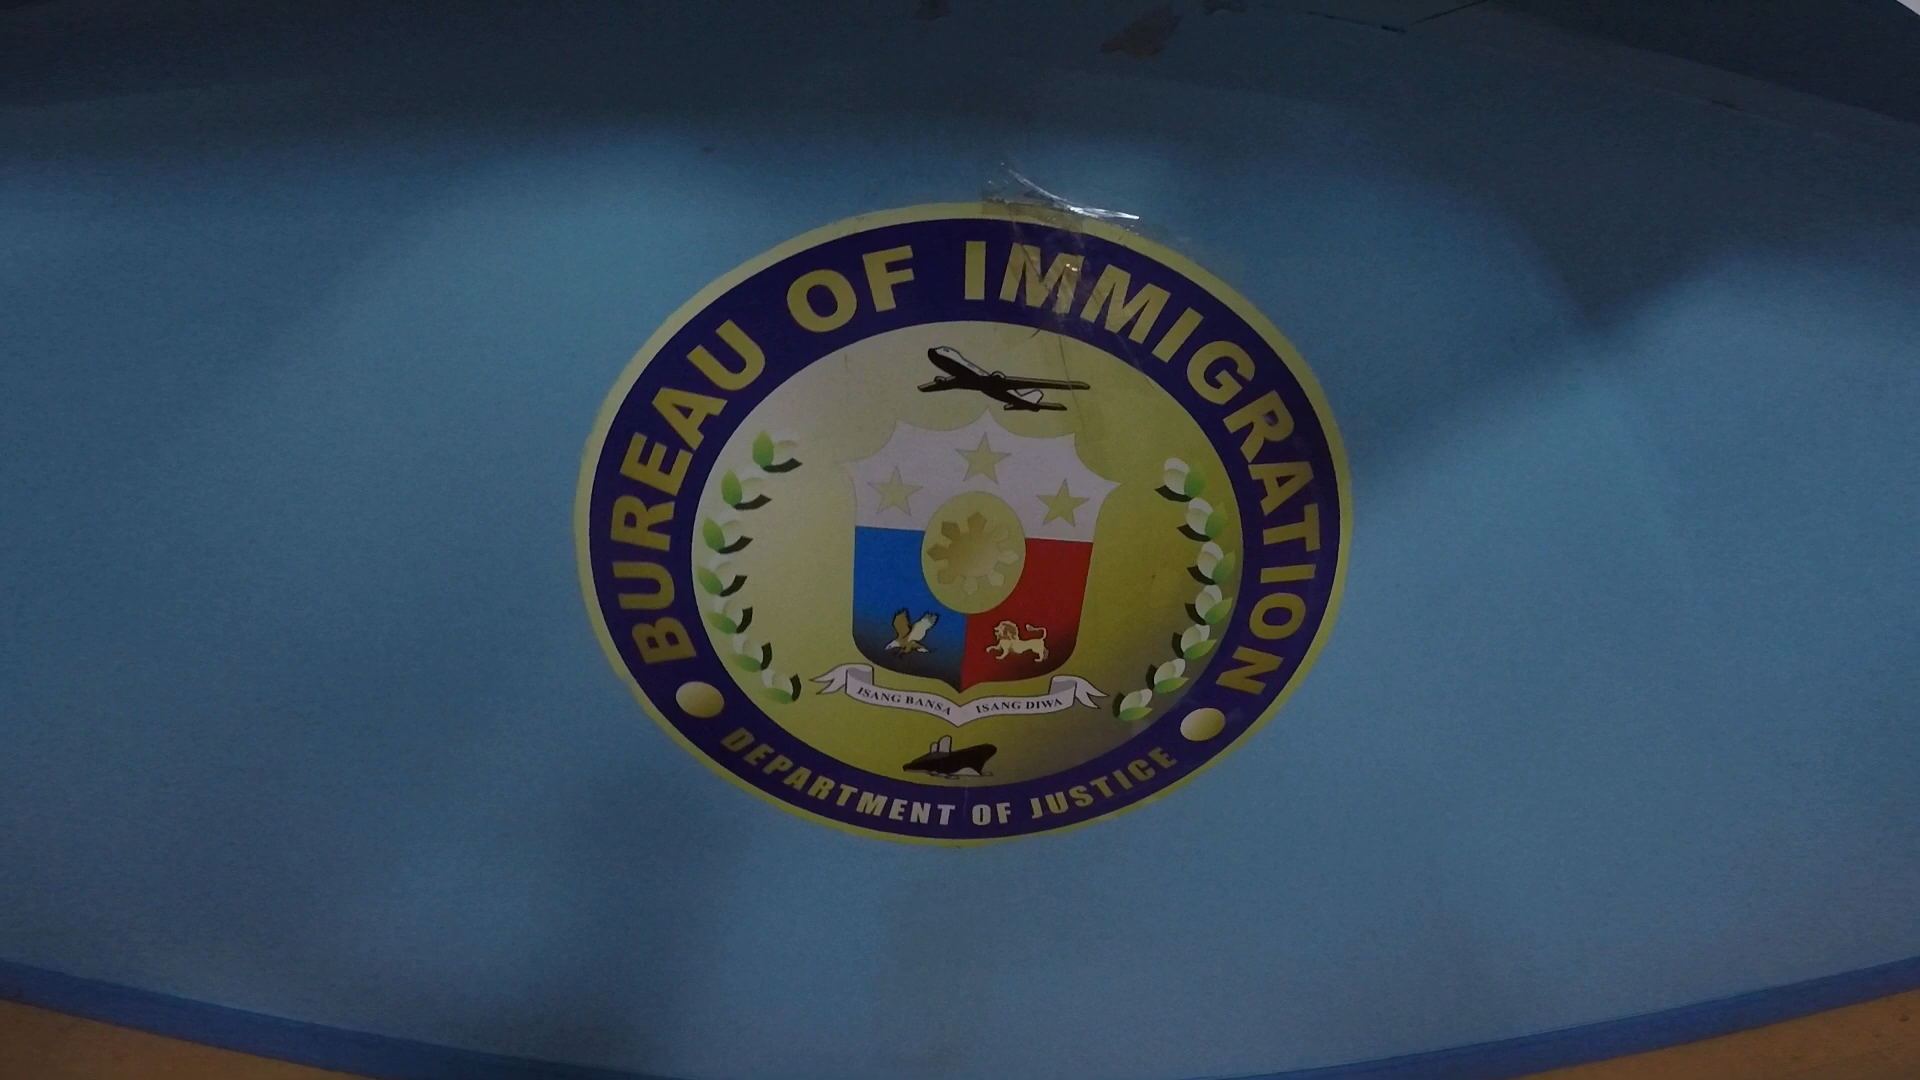 BUREAU OF IMMIGRATION
ISANG BANSA ISANG DIWA
DEPARTMENT OF JUSTICE